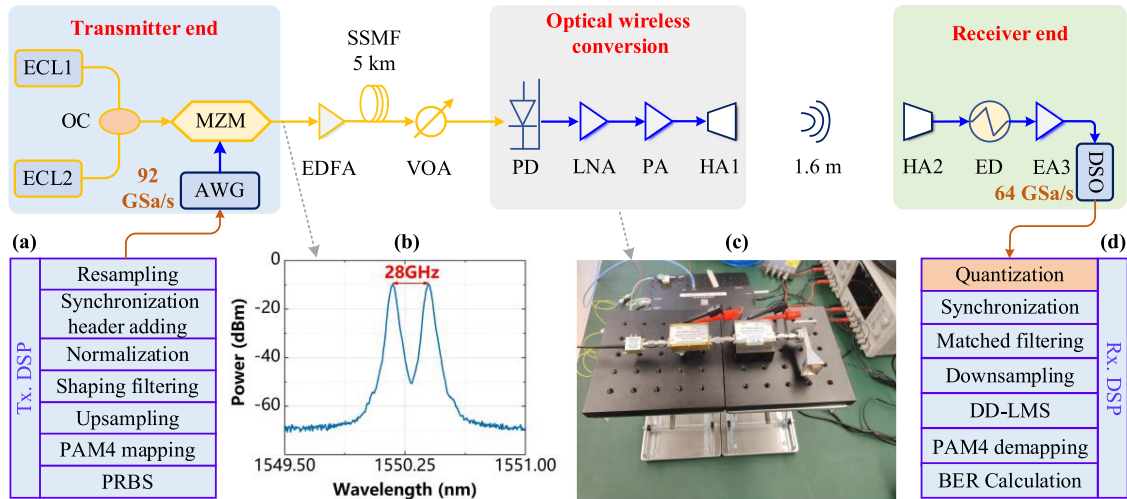 Transmitter end
ECL1
OC
ECL2
MZM
92
GSa/s
AWG
EDFA
SSMF
5 km
VOA
Optical wireless
conversion
PD
LNA
PA
HA1
1.6 m
Receiver end
HA2
ED
EA3
DSO
64 GSa/s
(a)
Tx. DSP
Resampling
Synchronization
header adding
Normalization
Shaping filtering
Upsampling
PAM4 mapping
PRBS
(b)
28GHz
Power (dBm)
0
-20
-40
-60
1549.50
1550.25
1551.00
Wavelength (nm)
(c)
(d)
Quantization
Synchronization
Matched filtering
Downsampling
DD-LMS
PAM4 demapping
BER Calculation
Rx. DSP